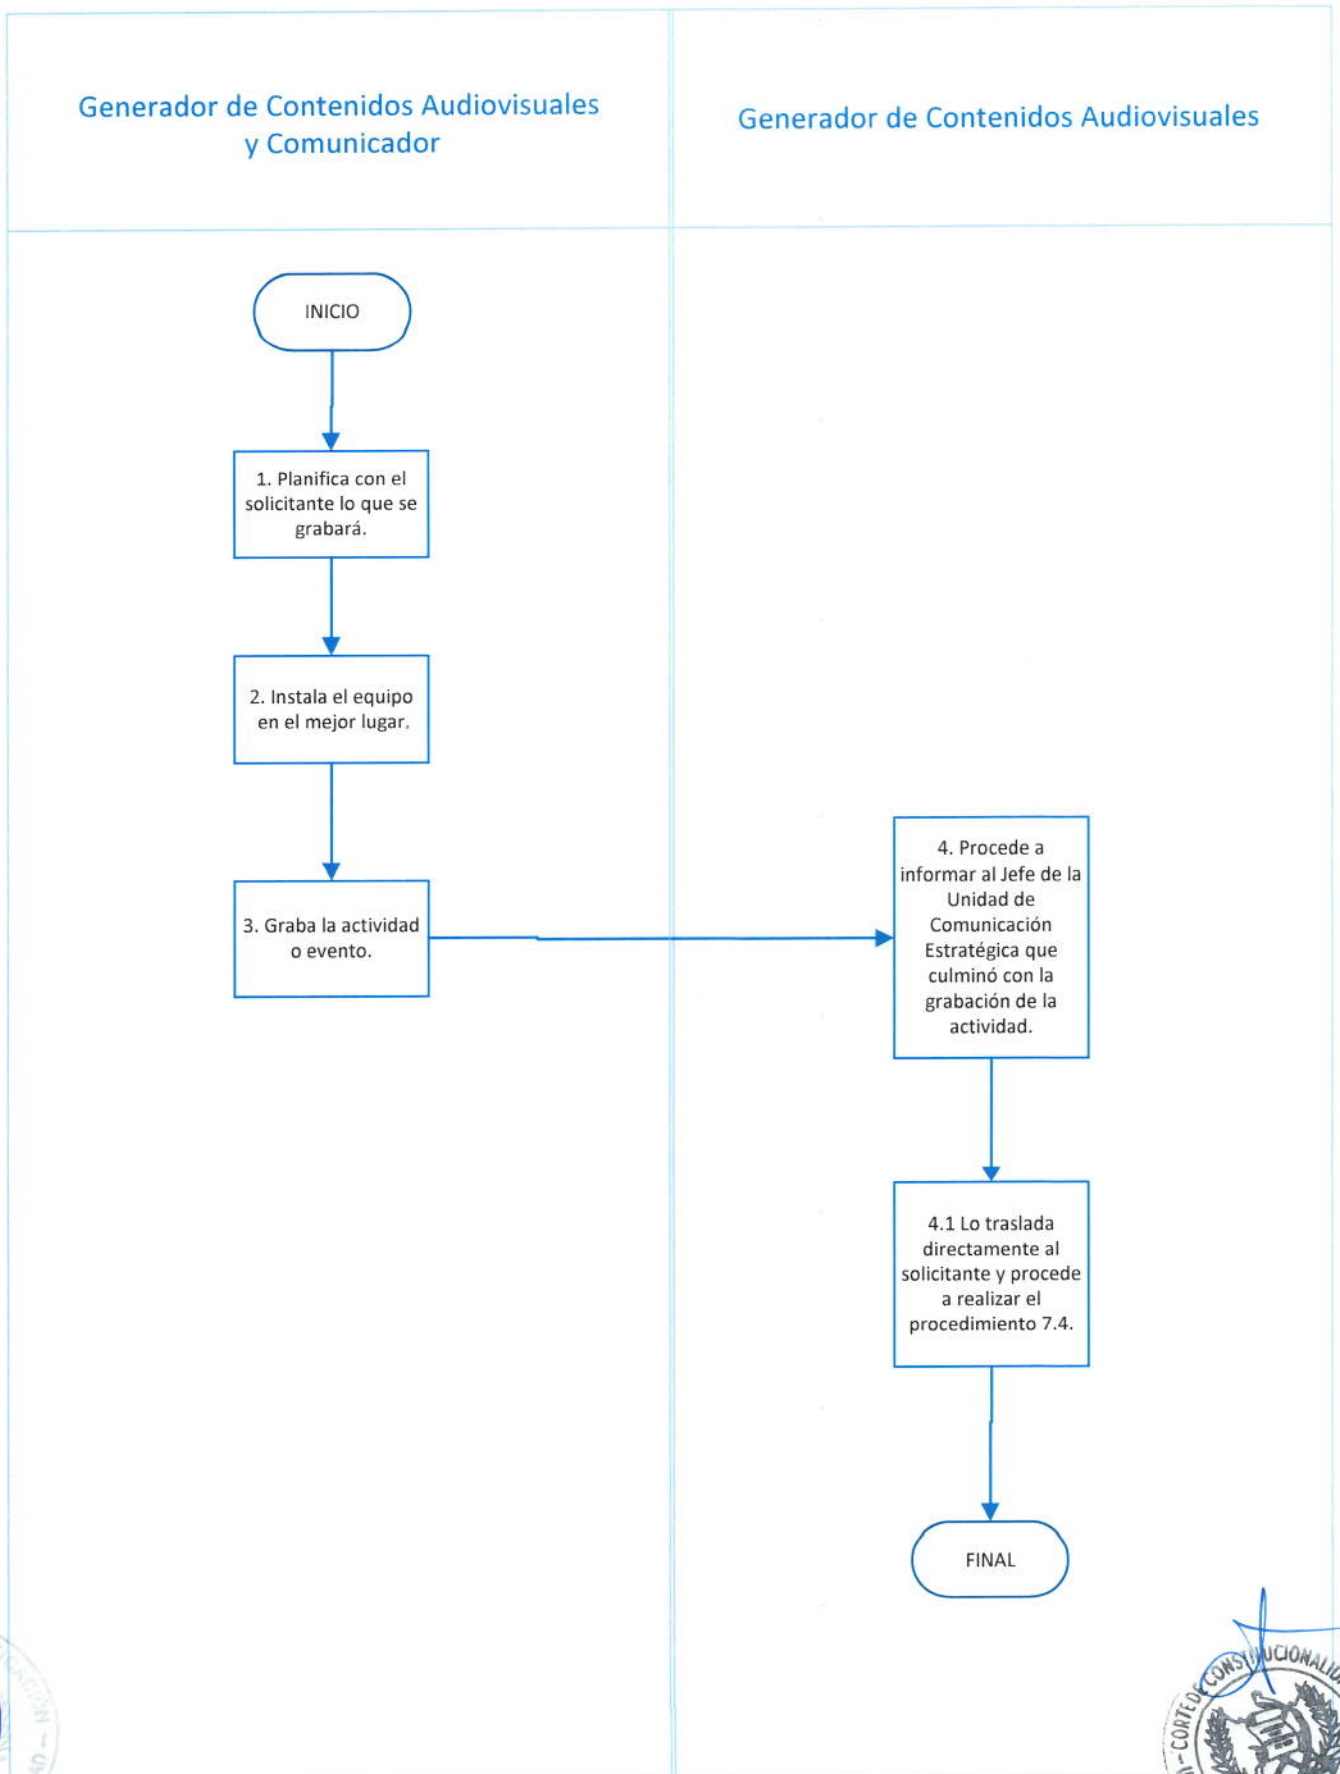 Generador de Contenidos Audiovisuales
y Comunicador
Generador de Contenidos Audiovisuales
INICIO
1. Planifica con el
solicitante lo que se
grabará.
2. Instala el equipo
en el mejor lugar.
3. Graba la actividad
o evento.
4. Procede a
informar al Jefe de la
Unidad de
Comunicación
Estratégica que
culminó con la
grabación de la
actividad.
4.1 Lo traslada
directamente al
solicitante y procede
a realizar el
procedimiento 7.4.
FINAL
CORTE DE